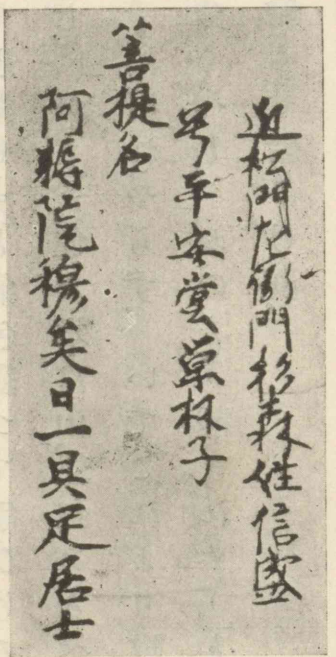 近松門左衛門杉森姓信盛
号平安堂巣林子
菩提名
阿耨院穆矣日一具足居士